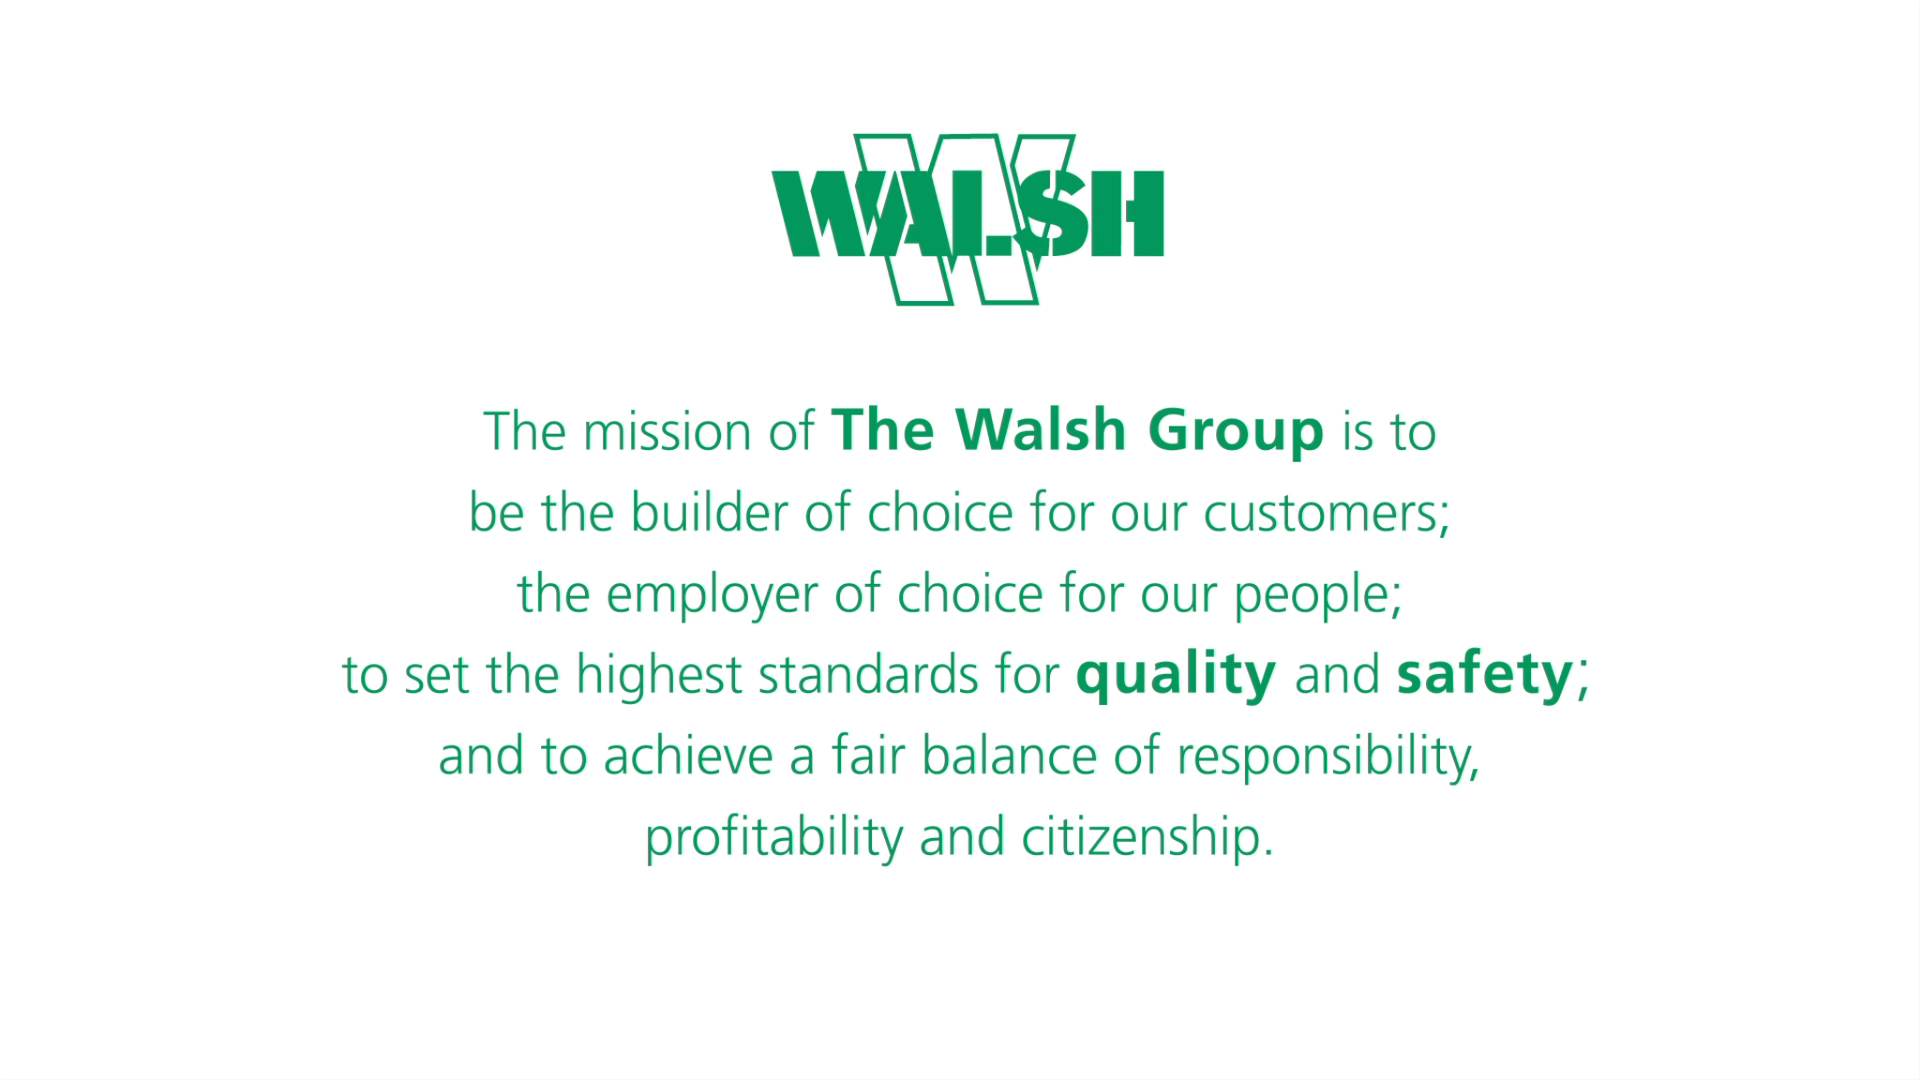 WALSH
The mission of The Walsh Group is to
be the builder of choice for our customers;
the employer of choice for our people;
to set the highest standards for quality and safety;
and to achieve a fair balance of responsibility,
profitability and citizenship.